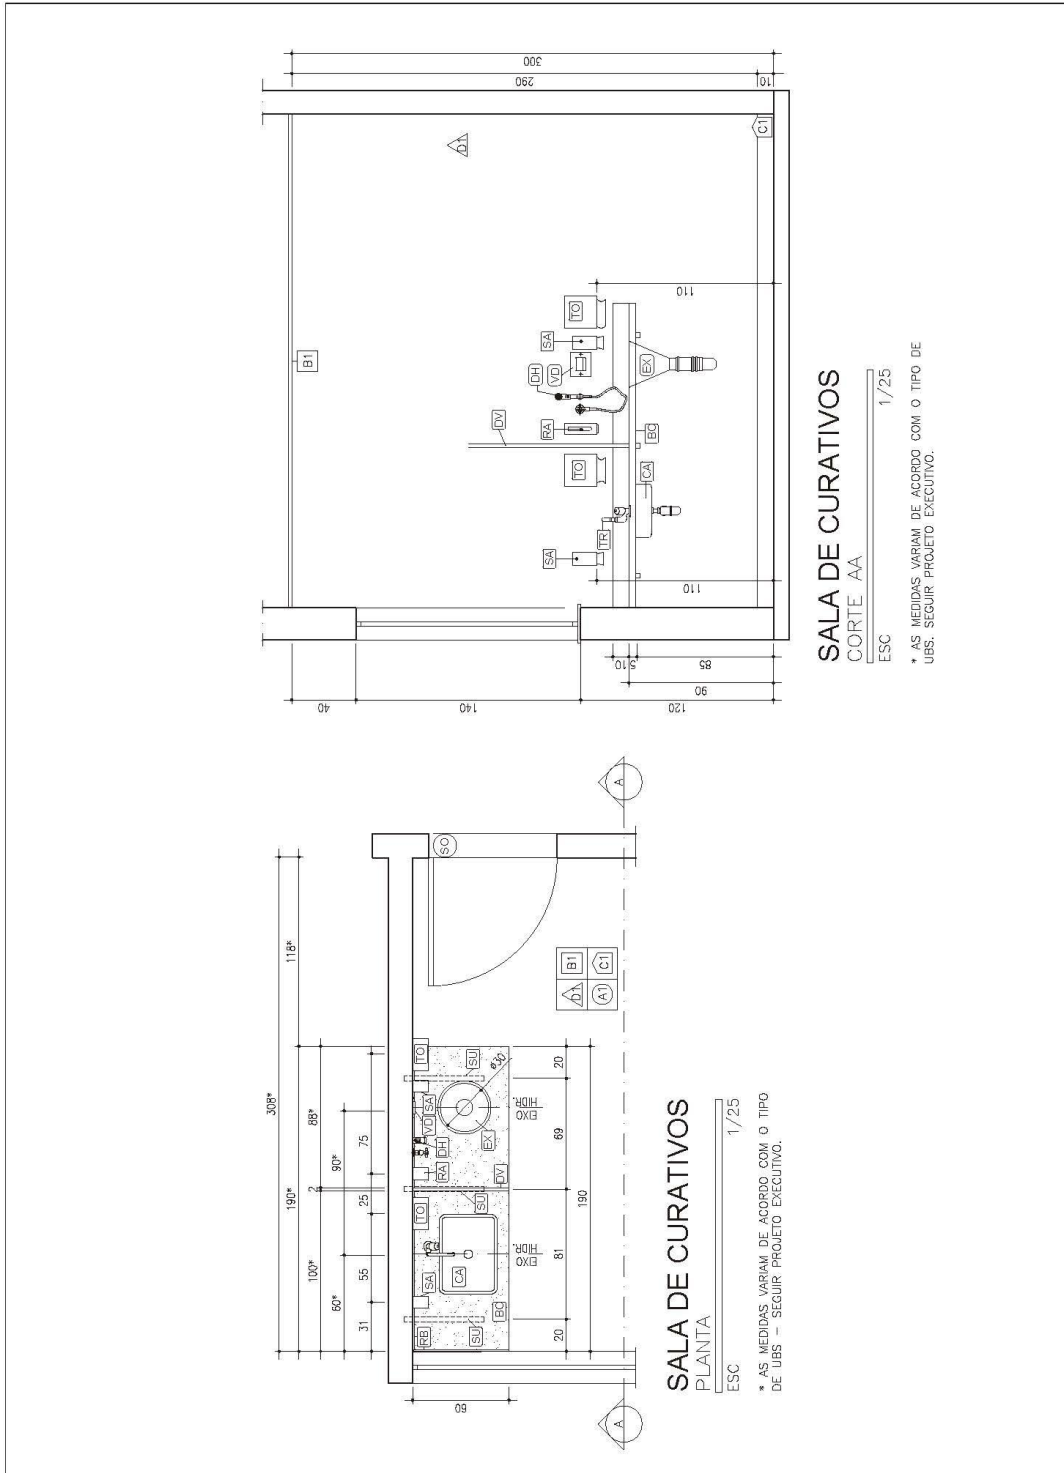 308*
190*
118*
100*
2
88*
60*
90*
31
55
25
75
RB
SA
TO
RA
DH
VD
SA
TO
SU
BC
CA
SU
DV
EX
SU
ø30
EIXO
HIDR.
EIXO
HIDR.
SO
60
20
81
69
20
190
D1
B1
A1
C1
A
A
SALA DE CURATIVOS
PLANTA
ESC
1/25
* AS MEDIDAS VARIAM DE ACORDO COM O TIPO
DE UBS - SEGUIR PROJETO EXECUTIVO.
300
290
10
40
140
120
90
5
10
85
B1
D1
C1
SA
TR
TO
DV
RA
DH
VD
SA
TO
CA
BC
EX
110
110
SALA DE CURATIVOS
CORTE AA
ESC
1/25
* AS MEDIDAS VARIAM DE ACORDO COM O TIPO DE
UBS. SEGUIR PROJETO EXECUTIVO.